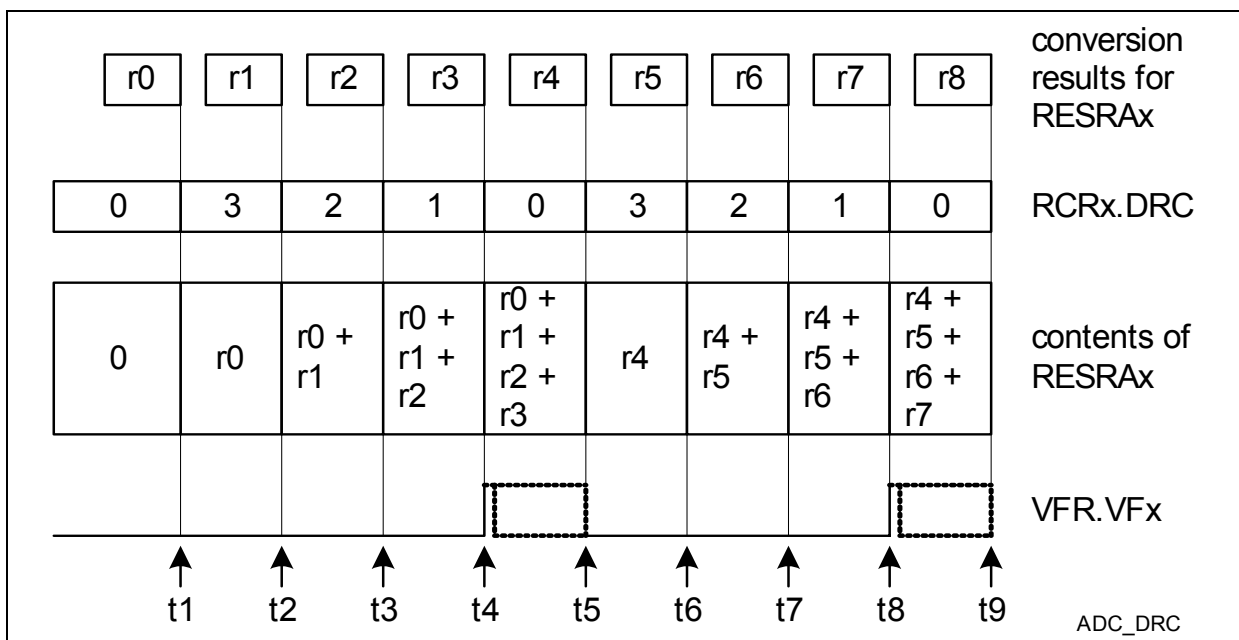 r0 r1 r2 r3 r4 r5 r6 r7 r8
conversion
results for
RESRAx
0 3 2 1 0 3 2 1 0 RCRx.DRC
0
r0
r0 +
r1
r0 +
r1 +
r2
r0 +
r1 +
r2 +
r3
r4
r4 +
r5
r4 +
r5 +
r6
r4 +
r5 +
r6 +
r7
contents of
RESRAx
VFR.VFx
t1 t2 t3 t4 t5 t6 t7 t8 t9
ADC_DRC